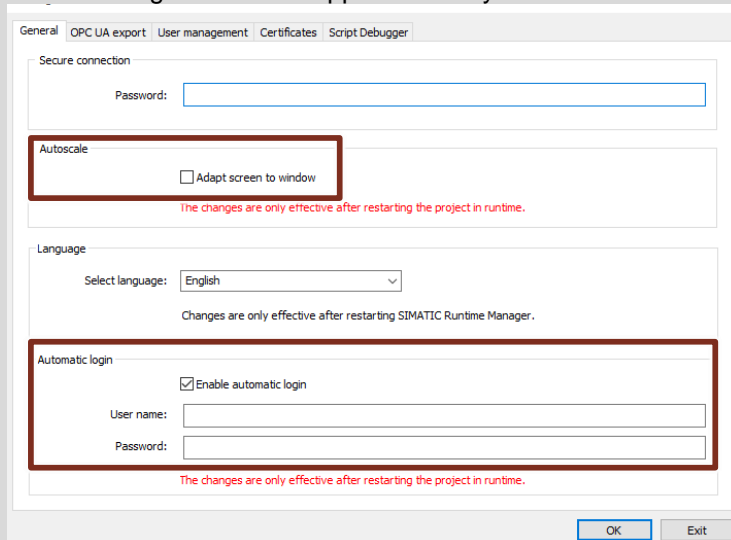 General OPC UA export User management Certificates Script Debugger
Secure connection
Password:
Autoscale
Adapt screen to window
The changes are only effective after restarting the project in runtime.
Language
Select language: English
Changes are only effective after restarting SIMATIC Runtime Manager.
Automatic login
Enable automatic login
User name:
Password:
The changes are only effective after restarting the project in runtime.
OK Exit